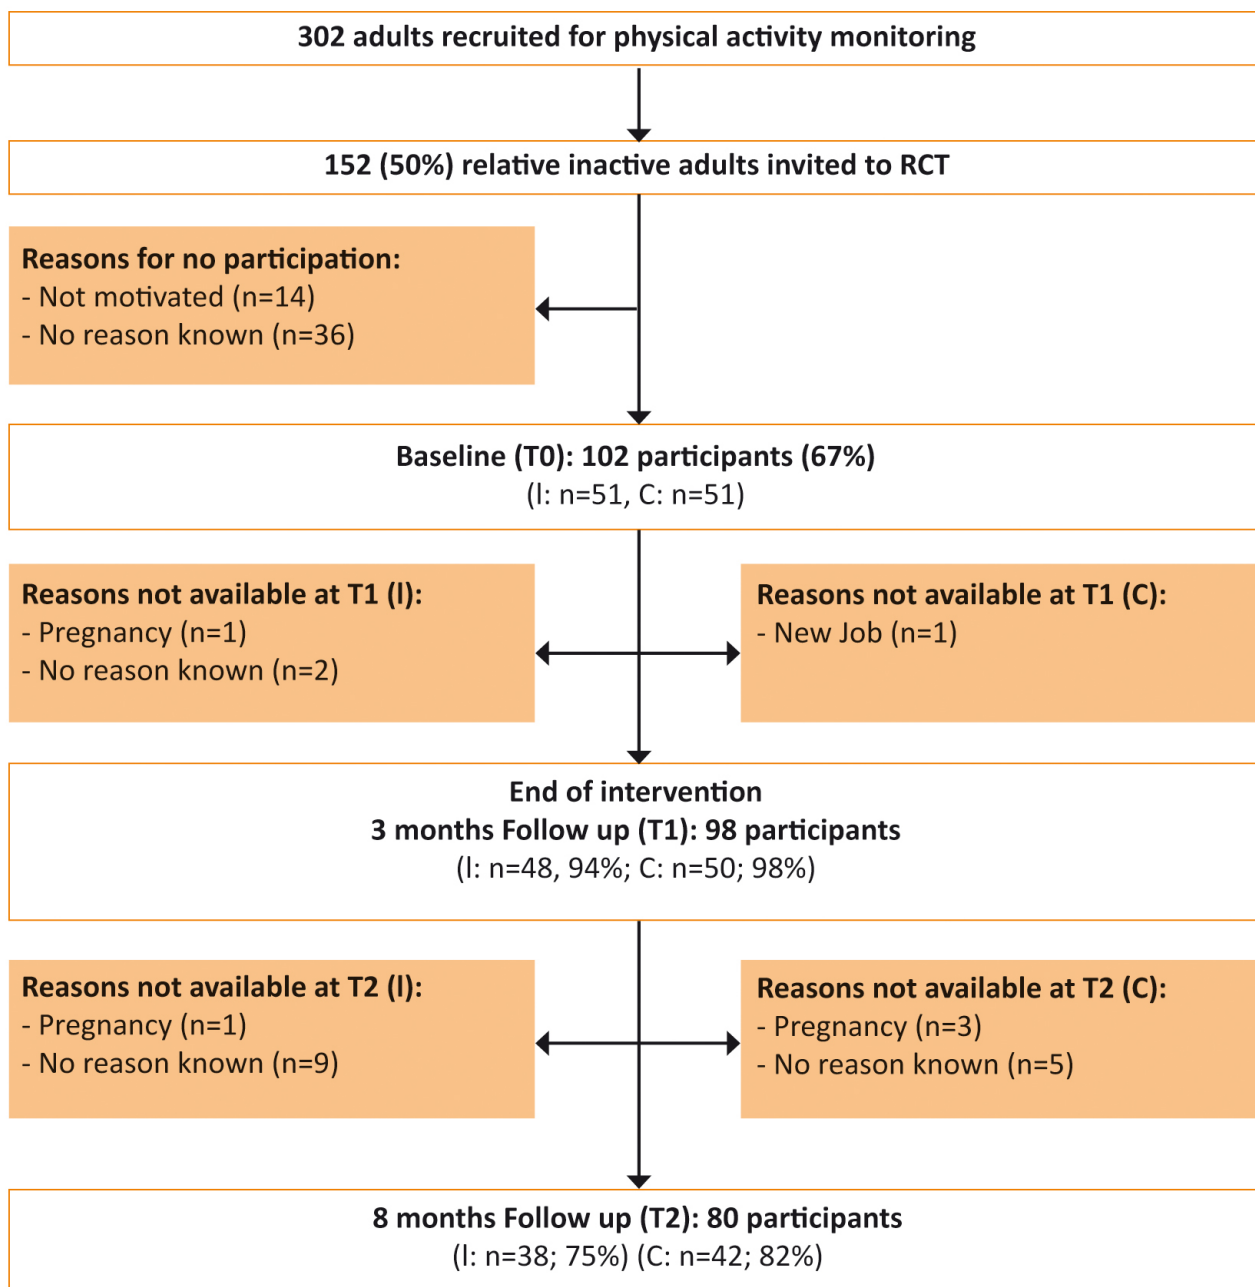 302 adults recruited for physical activity monitoring
152 (50%) relative inactive adults invited to RCT
Reasons for no participation:
- Not motivated (n=14)
- No reason known (n=36)
Baseline (T0): 102 participants (67%)
(l: n=51, C: n=51)
Reasons not available at T1 (l):
- Pregnancy (n=1)
- No reason known (n=2)
Reasons not available at T1 (C):
- New Job (n=1)
End of intervention
3 months Follow up (T1): 98 participants
(l: n=48, 94%; C: n=50; 98%)
Reasons not available at T2 (l):
- Pregnancy (n=1)
- No reason known (n=9)
Reasons not available at T2 (C):
- Pregnancy (n=3)
- No reason known (n=5)
8 months Follow up (T2): 80 participants
(l: n=38; 75%) (C: n=42; 82%)